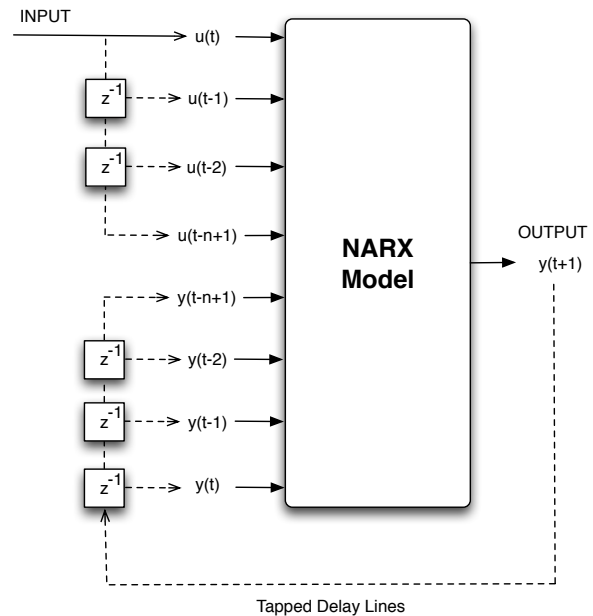 INPUT
u(t)
z⁻¹ u(t-1)
z⁻¹ u(t-2)
u(t-n+1)
NARX
Model
OUTPUT
y(t+1)
y(t-n+1)
z⁻¹ y(t-2)
z⁻¹ y(t-1)
z⁻¹ y(t)
Tapped Delay Lines